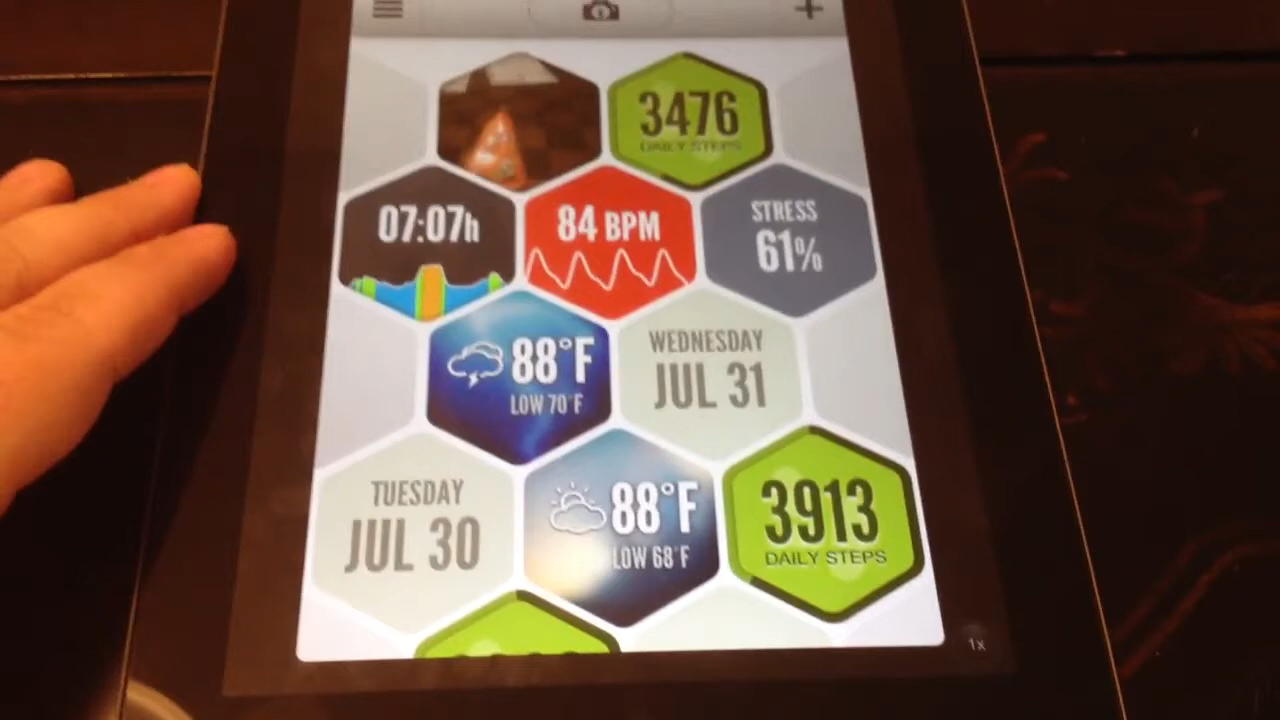 3476
DAILY STEPS
07:07h
84 BPM
STRESS
61%
88°F
LOW 70°F
WEDNESDAY
JUL 31
TUESDAY
JUL 30
88°F
LOW 68°F
3913
DAILY STEPS
1x